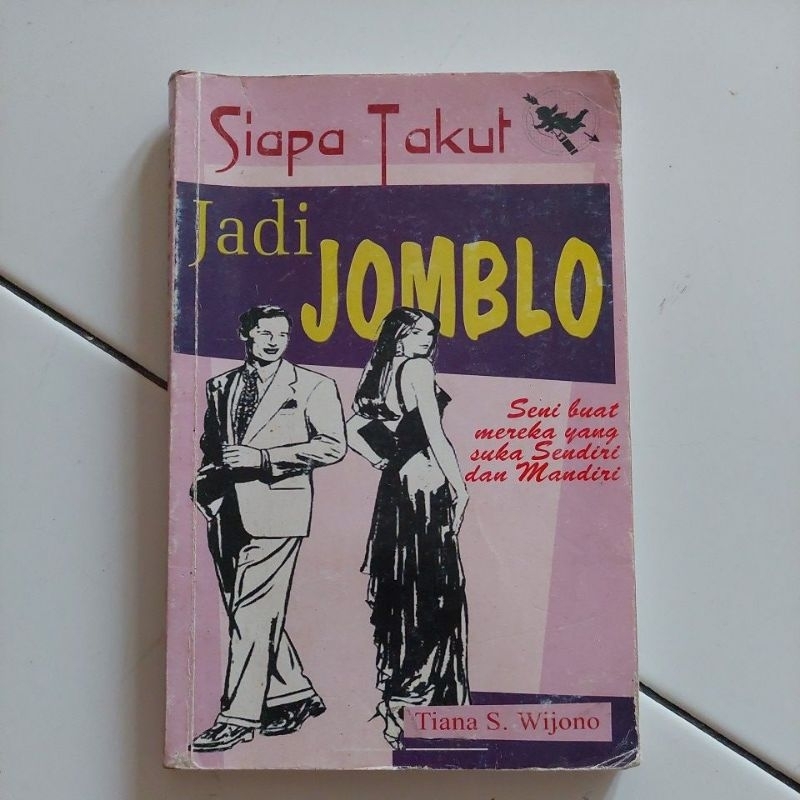 Siapa Takut
Jadi
JOMBLO
Seni buat
mereka yang
suka Sendiri
dan Mandiri
Tiana S. Wijono